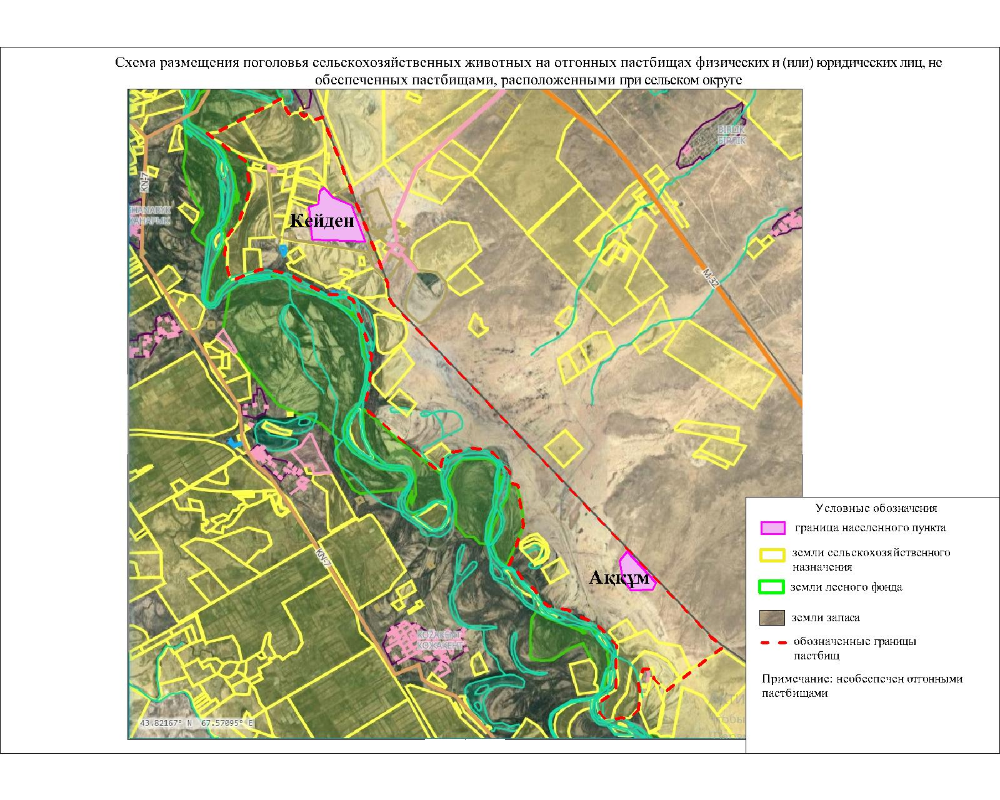 Схема размещения поголовья сельскохозяйственных животных на отгонных пастбищах физических и (или) юридических лиц, не
обеспеченных пастбищами, расположенными при сельском округе
BIRLIK
БІРЛІК
KN-7
ЖАНАРЫК
Кейден
M-32
KN-7
Аққұм
KOZAKENT
КОЖАКЕНТ
43.82167° N 67.57095° E
Условные обозначения
граница населенного пункта
земли сельскохозяйственного
назначения
земли лесного фонда
земли запаса
обозначенные границы
пастбищ
Примечание: необеспечен отгонными
пастбищами